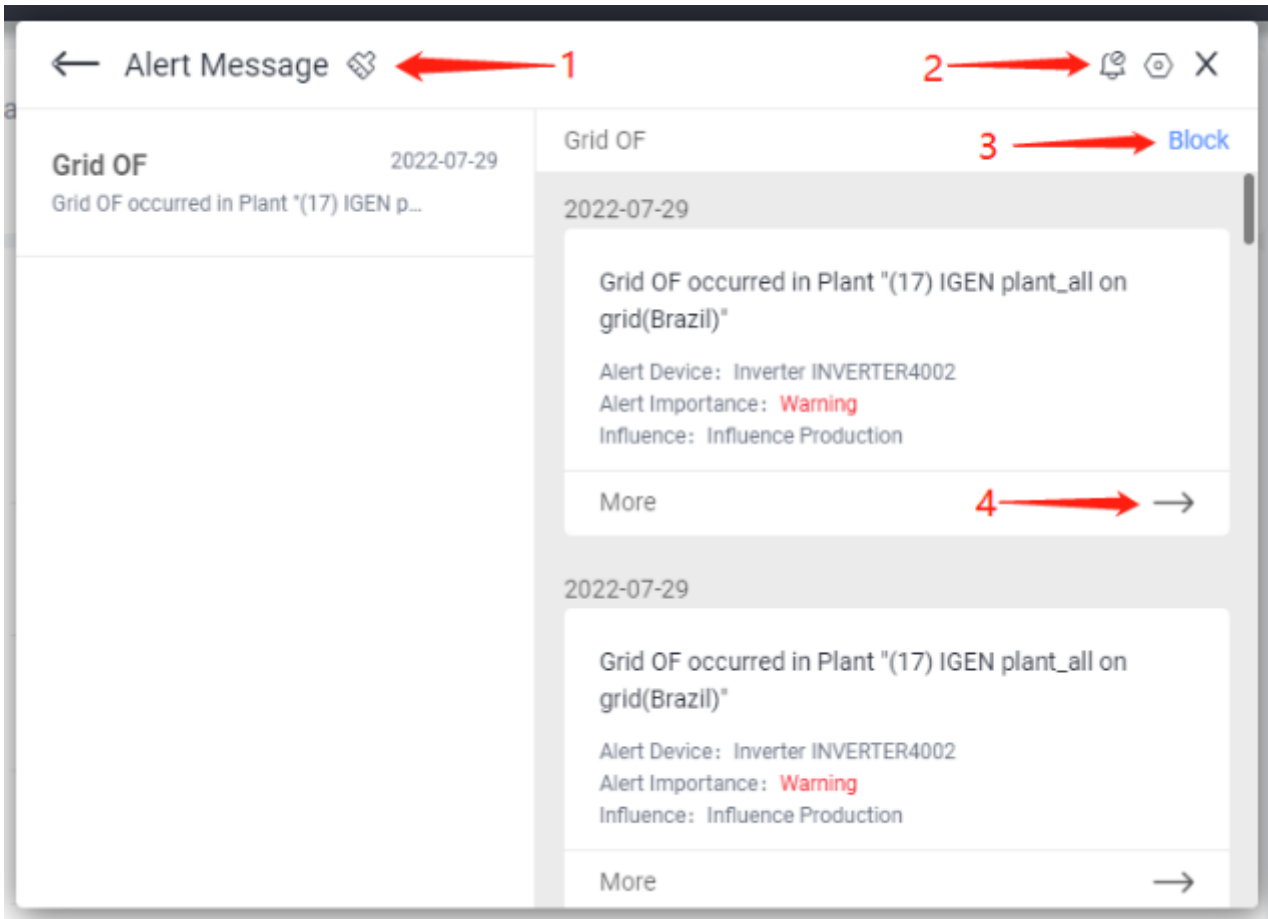 Alert Message
1
2
Grid OF
2022-07-29
Grid OF occurred in Plant "(17) IGEN p...
Grid OF
3
Block
2022-07-29
Grid OF occurred in Plant "(17) IGEN plant_all on
grid(Brazil)"
Alert Device: Inverter INVERTER4002
Alert Importance: Warning
Influence: Influence Production
More
4
2022-07-29
Grid OF occurred in Plant "(17) IGEN plant_all on
grid(Brazil)"
Alert Device: Inverter INVERTER4002
Alert Importance: Warning
Influence: Influence Production
More